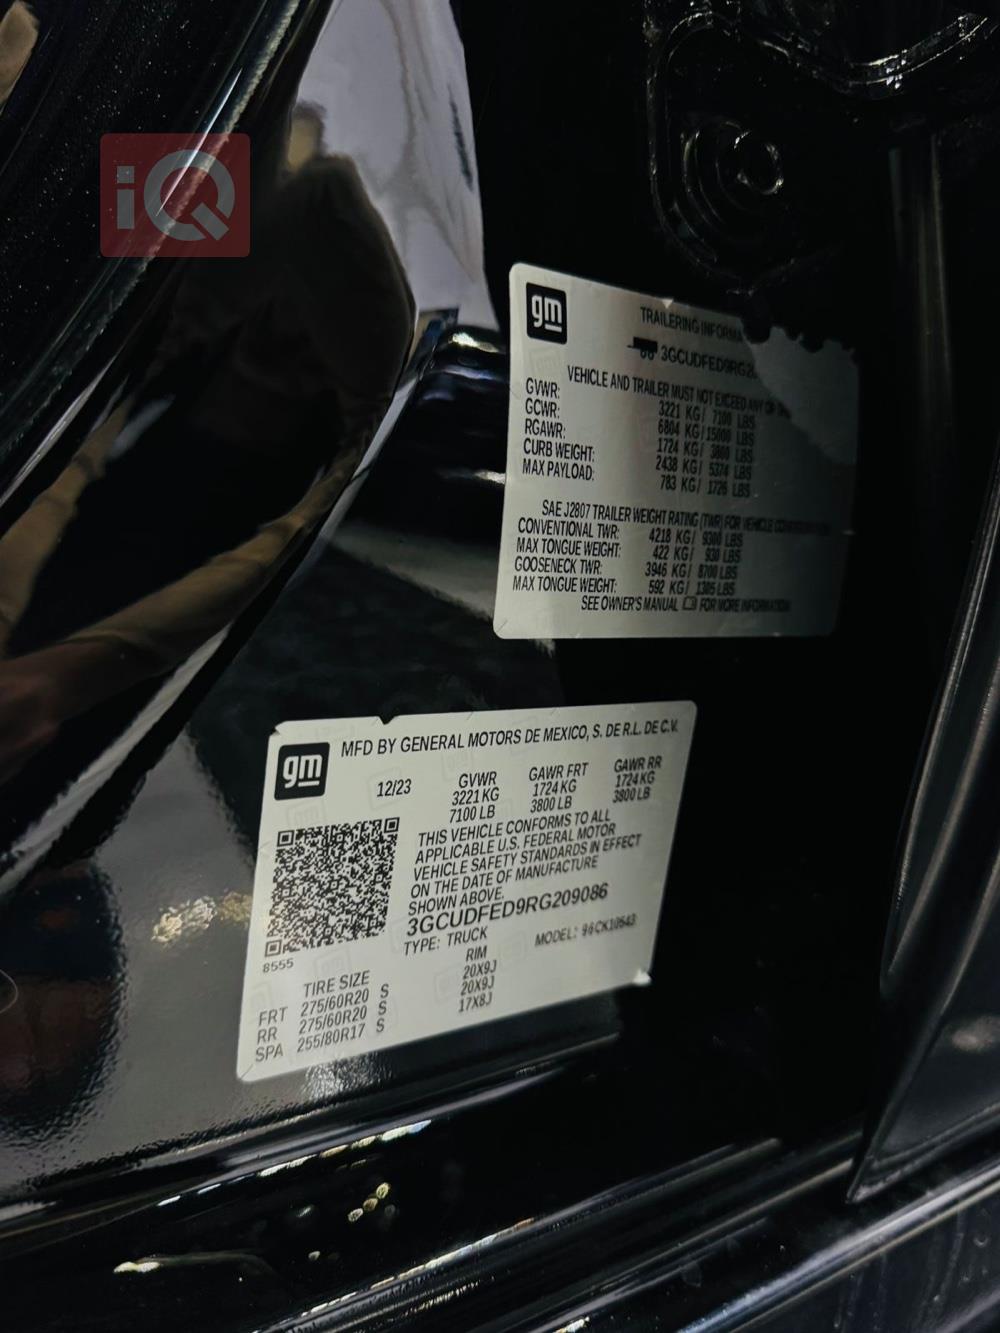 iQ
gm
TRAILERING INFORMA
3GCUDFED9RG2
VEHICLE AND TRAILER MUST NOT EXCEED ANY OF
GVWR: 3221 KG/ 7100 LBS
GCWR: 6804 KG/15000 LBS
RGAWR: 1724 KG/ 3800 LBS
CURB WEIGHT: 2438 KG/ 5374 LBS
MAX PAYLOAD: 783 KG/ 1726 LBS
SAE J2807 TRAILER WEIGHT RATING (TWR) FOR VEHICLE
CONVENTIONAL TWR: 4218 KG/ 9300 LBS
MAX TONGUE WEIGHT: 422 KG/ 930 LBS
GOOSENECK TWR: 3946 KG/ 8700 LBS
MAX TONGUE WEIGHT: 592 KG/ 1305 LBS
SEE OWNER'S MANUAL FOR MORE INFORMATION
gm
MFD BY GENERAL MOTORS DE MEXICO, S. DE R.L. DE C.V.
12/23
GVWR GAWR FRT GAWR RR
3221 KG 1724 KG 1724 KG
7100 LB 3800 LB 3800 LB
THIS VEHICLE CONFORMS TO ALL
APPLICABLE U.S. FEDERAL MOTOR
VEHICLE SAFETY STANDARDS IN EFFECT
ON THE DATE OF MANUFACTURE
SHOWN ABOVE.
3GCUDFED9RG209086
TYPE: TRUCK MODEL: 96CK10543
8555
TIRE SIZE RIM
FRT 275/60R20 S 20X9J
RR 275/60R20 S 20X9J
SPA 255/80R17 S 17X8J